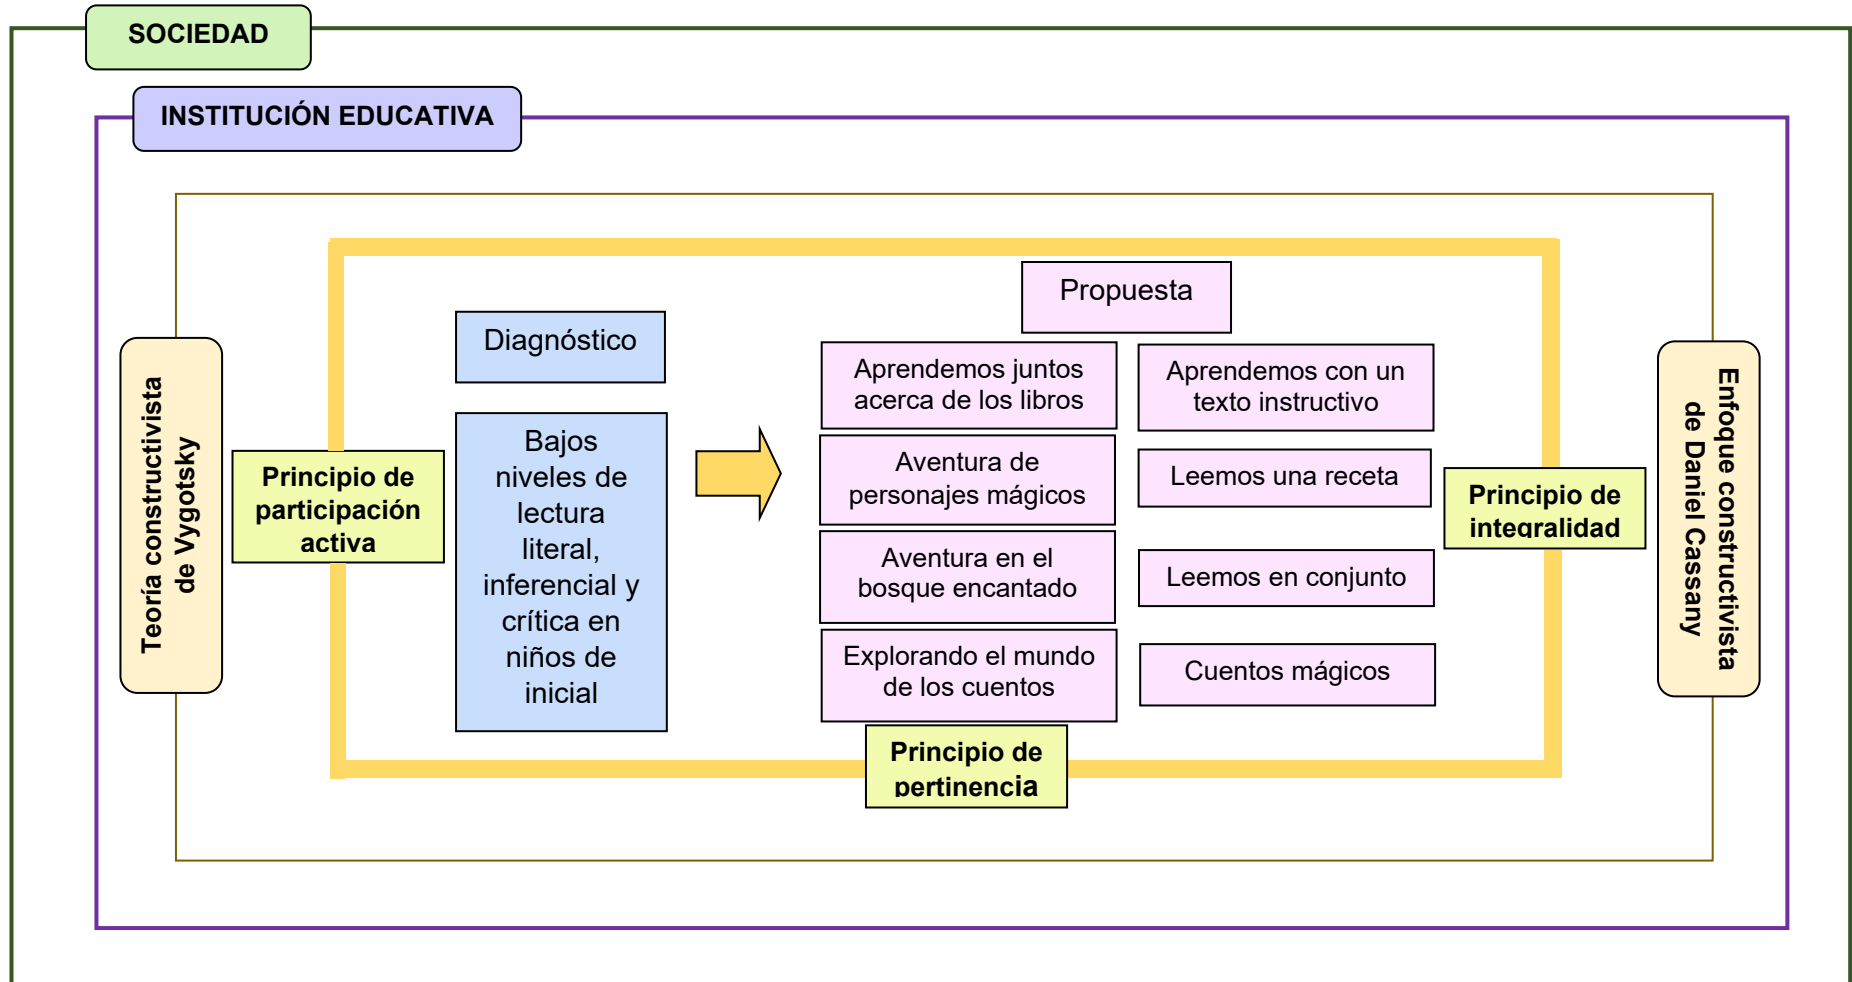 SOCIEDAD
INSTITUCIÓN EDUCATIVA
Teoría constructivista
de Vygotsky
Principio de
participación
activa
Diagnóstico
Bajos
niveles de
lectura
literal,
inferencial y
crítica en
niños de
inicial
Propuesta
Aprendemos juntos
acerca de los libros
Aventura de
personajes mágicos
Aventura en el
bosque encantado
Explorando el mundo
de los cuentos
Aprendemos con un
texto instructivo
Leemos una receta
Leemos en conjunto
Cuentos mágicos
Principio de
pertinencia
Principio de
integralidad
Enfoque constructivista
de Daniel Cassany